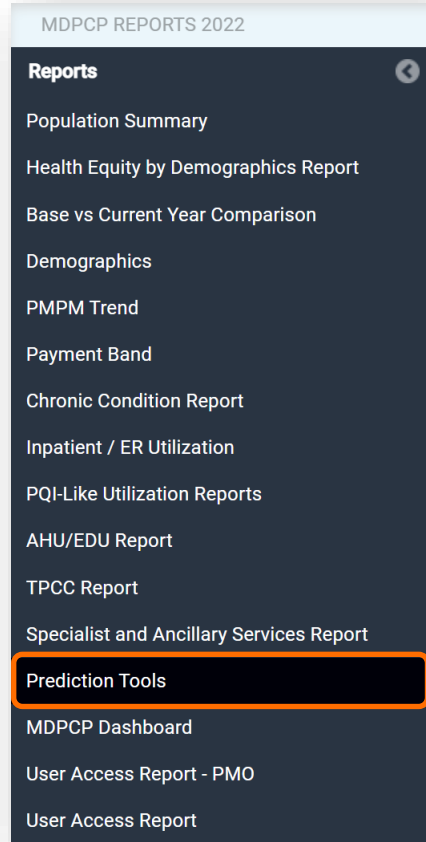 MDPCP REPORTS 2022
Reports
Population Summary
Health Equity by Demographics Report
Base vs Current Year Comparison
Demographics
PMPM Trend
Payment Band
Chronic Condition Report
Inpatient / ER Utilization
PQI-Like Utilization Reports
AHU/EDU Report
TPCC Report
Specialist and Ancillary Services Report
Prediction Tools
MDPCP Dashboard
User Access Report - PMO
User Access Report